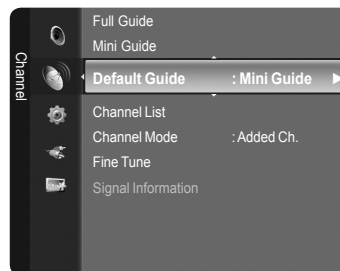 Channel
Full Guide
Mini Guide
Default Guide : Mini Guide ►
Channel List
Channel Mode : Added Ch.
Fine Tune
Signal Information